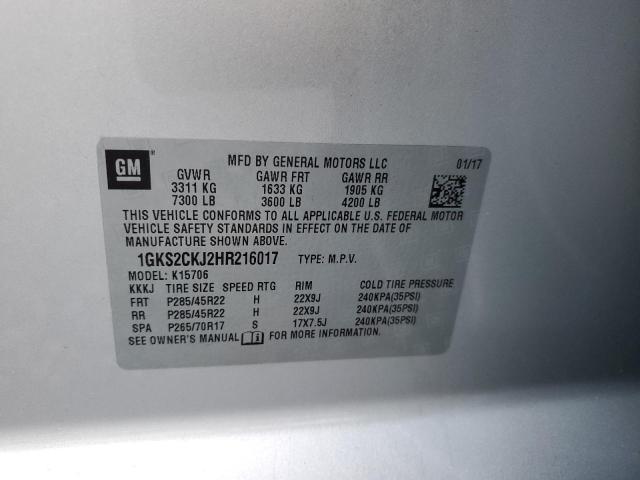 GM
MFD BY GENERAL MOTORS LLC 01/17
GVWR GAWR FRT GAWR RR
3311 KG 1633 KG 1905 KG
7300 LB 3600 LB 4200 LB
THIS VEHICLE CONFORMS TO ALL APPLICABLE U.S. FEDERAL MOTOR
VEHICLE SAFETY STANDARDS IN EFFECT ON THE DATE OF
MANUFACTURE SHOWN ABOVE.
1GKS2CKJ2HR216017 TYPE: M.P.V.
MODEL: K15706
KKKJ TIRE SIZE SPEED RTG RIM COLD TIRE PRESSURE
FRT P285/45R22 H 22X9J 240KPA(35PSI)
RR P285/45R22 H 22X9J 240KPA(35PSI)
SPA P265/70R17 S 17X7.5J 240KPA(35PSI)
SEE OWNER'S MANUAL i FOR MORE INFORMATION.